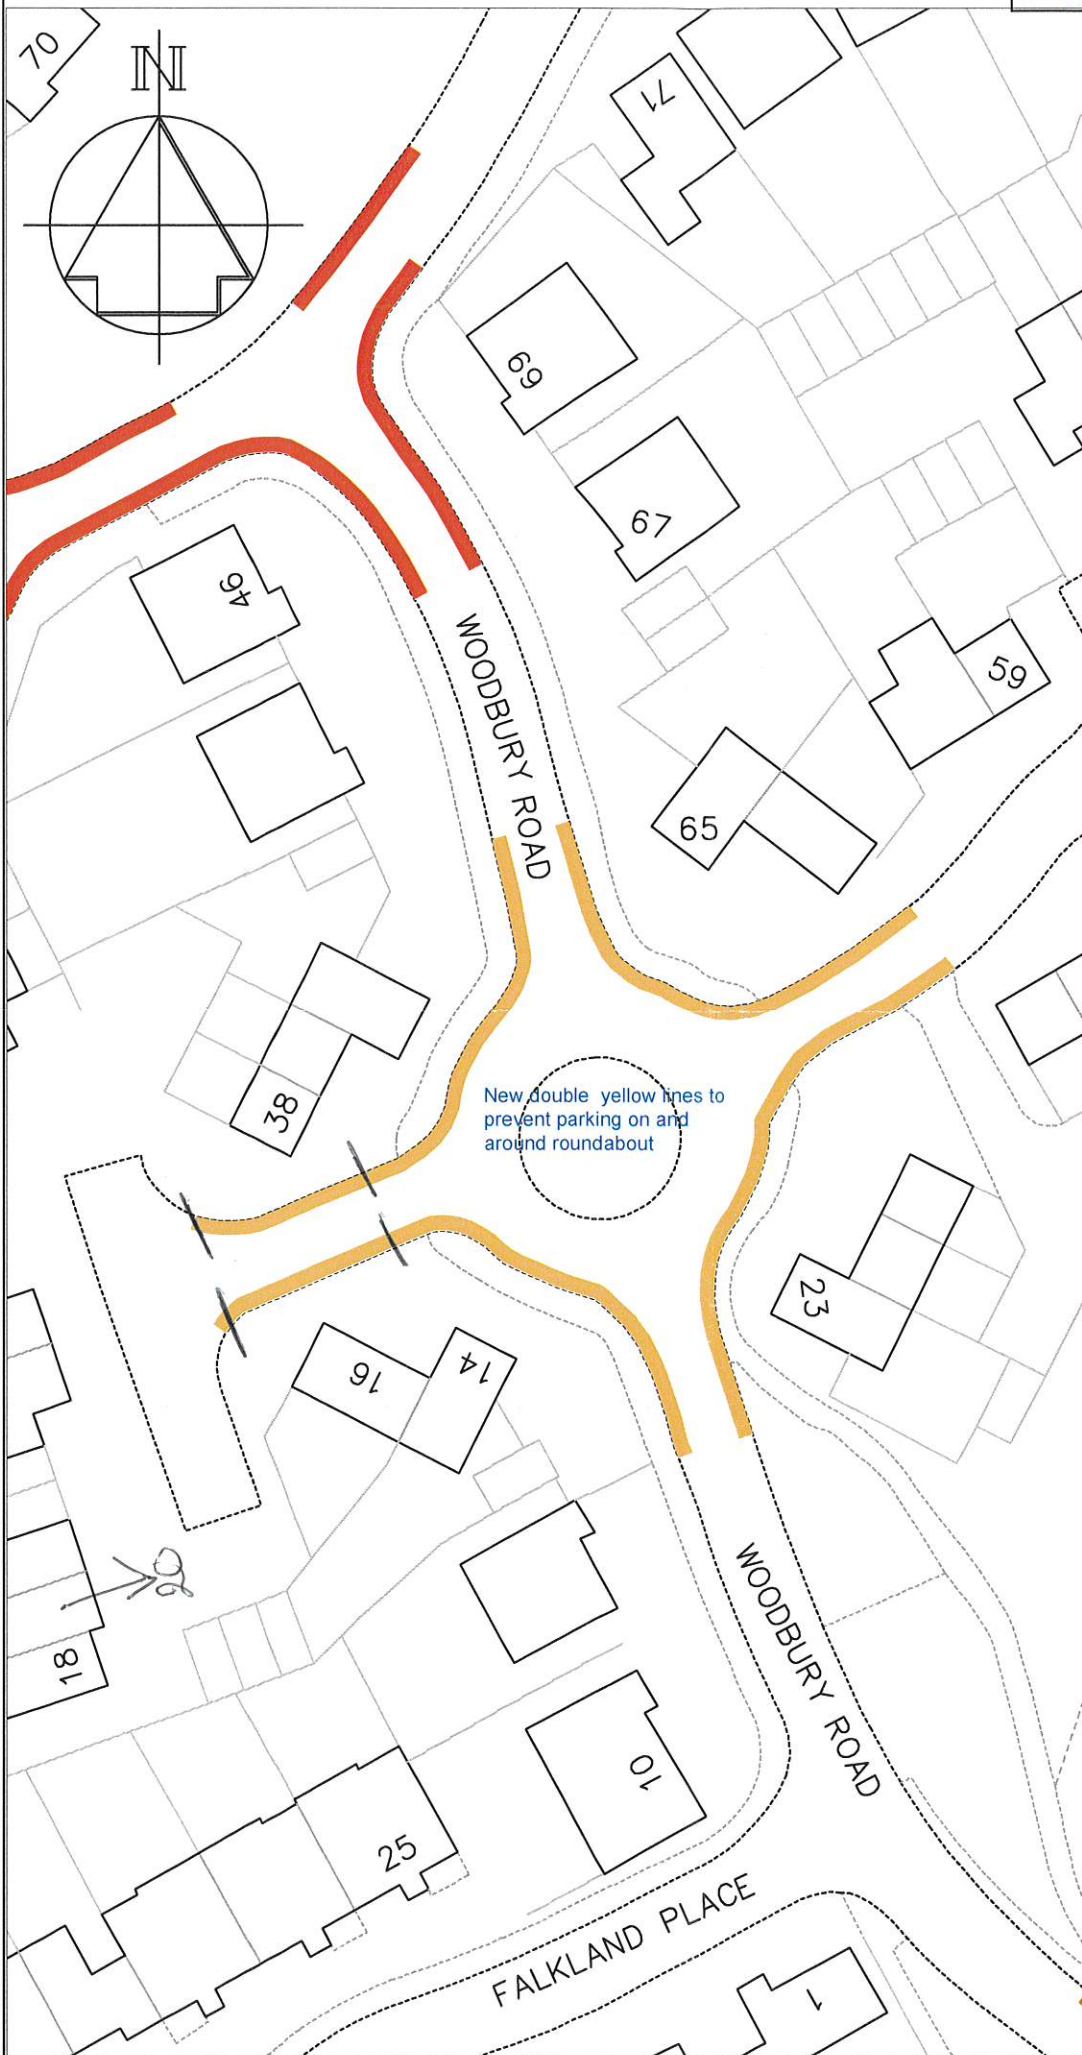 70
N
71
69
67
46
59
WOODBURY ROAD
65
38
New double yellow lines to
prevent parking on and
around roundabout
23
16
14
20
18
WOODBURY ROAD
10
25
FALKLAND PLACE
1